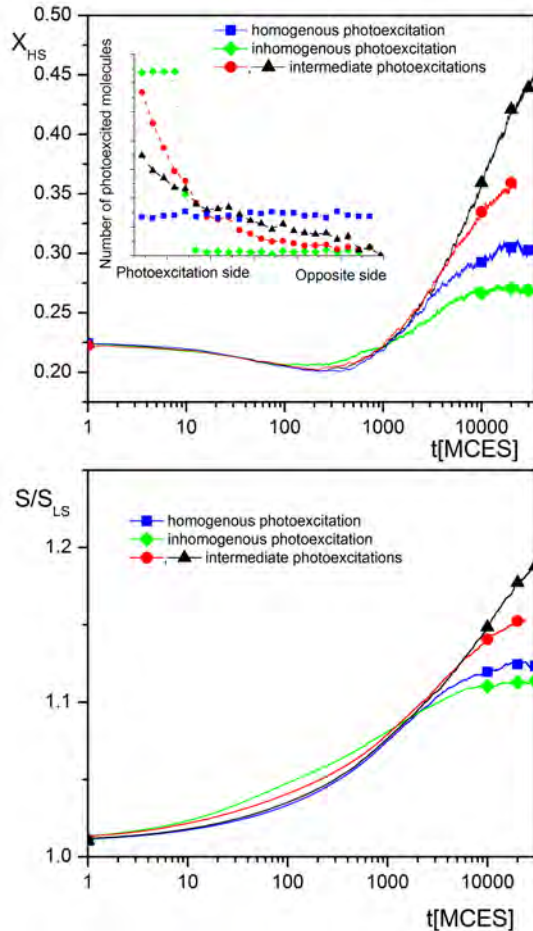 0.50
X_HS
0.45
0.40
0.35
0.30
0.25
0.20
homogenous photoexcitation
inhomogenous photoexcitation
intermediate photoexcitations
Number of photoexcited molecules
Photoexcitation side
Opposite side
1
10
100
1000
10000
t[MCES]
S/S_LS
1.2
1.1
1.0
homogenous photoexcitation
inhomogenous photoexcitation
intermediate photoexcitations
1
10
100
1000
10000
t[MCES]